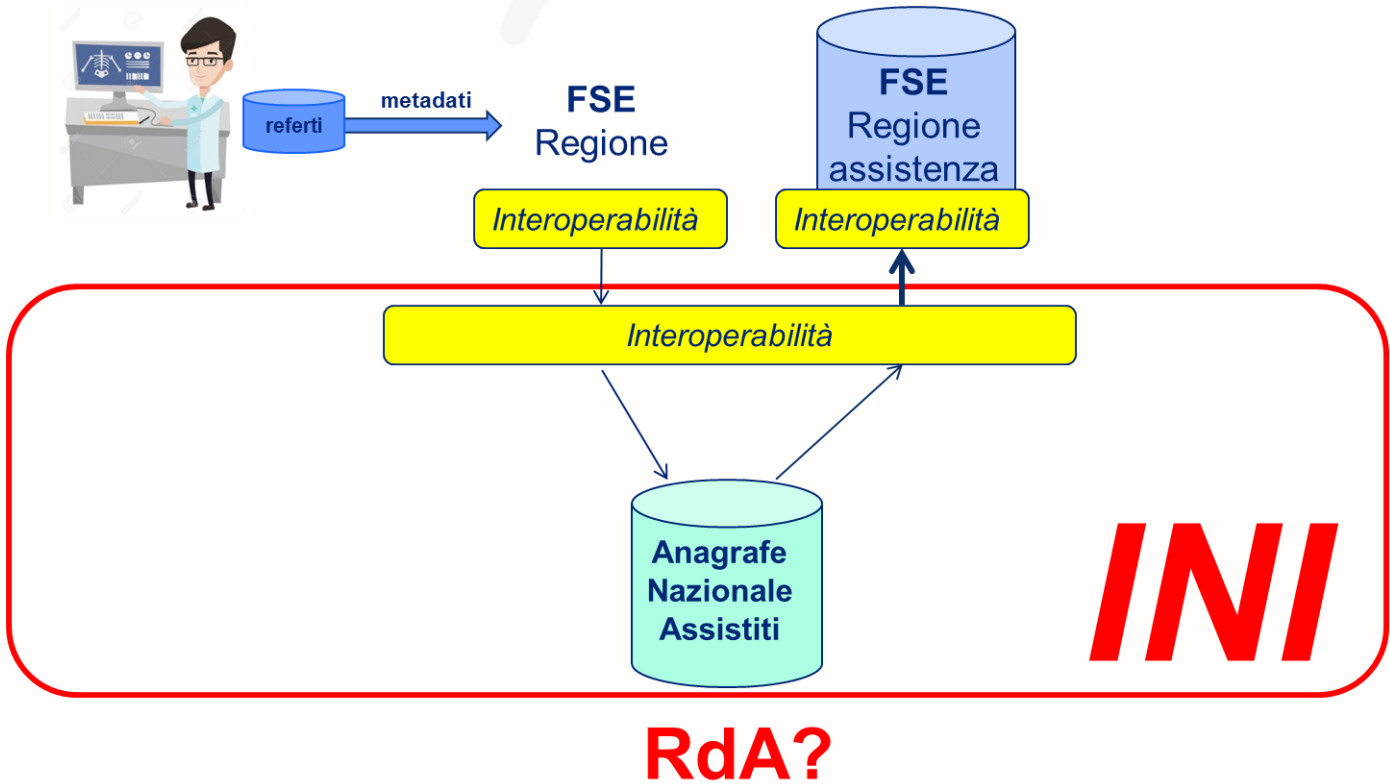 referti
metadati
FSE
Regione
FSE
Regione
assistenza
Interoperabilità
Interoperabilità
Interoperabilità
Anagrafe
Nazionale
Assistiti
INI
RdA?